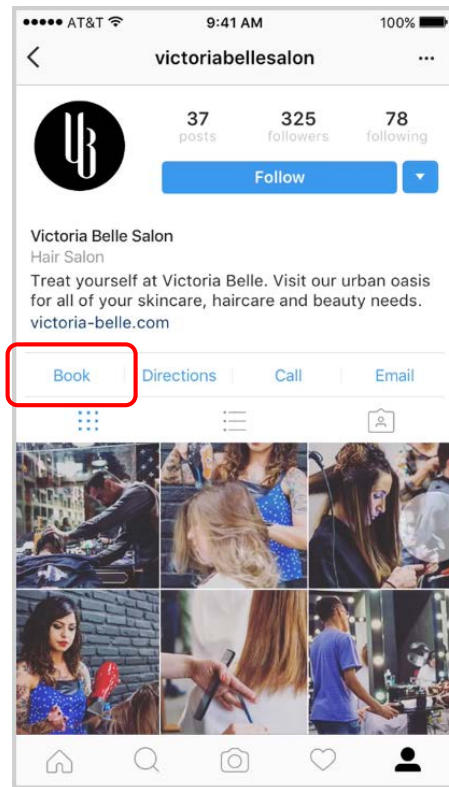 AT&T 9:41 AM 100%
victoriabellesalon
37 325 78
posts followers following
Follow
Victoria Belle Salon
Hair Salon
Treat yourself at Victoria Belle. Visit our urban oasis
for all of your skincare, haircare and beauty needs.
victoria-belle.com
Book Directions Call Email